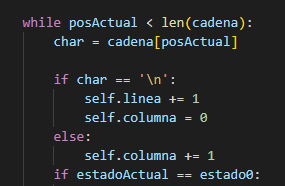 while posActual < len(cadena):
    char = cadena[posActual]

    if char == '\n':
        self.linea += 1
        self.columna = 0
    else:
        self.columna += 1
    if estadoActual == estado0: